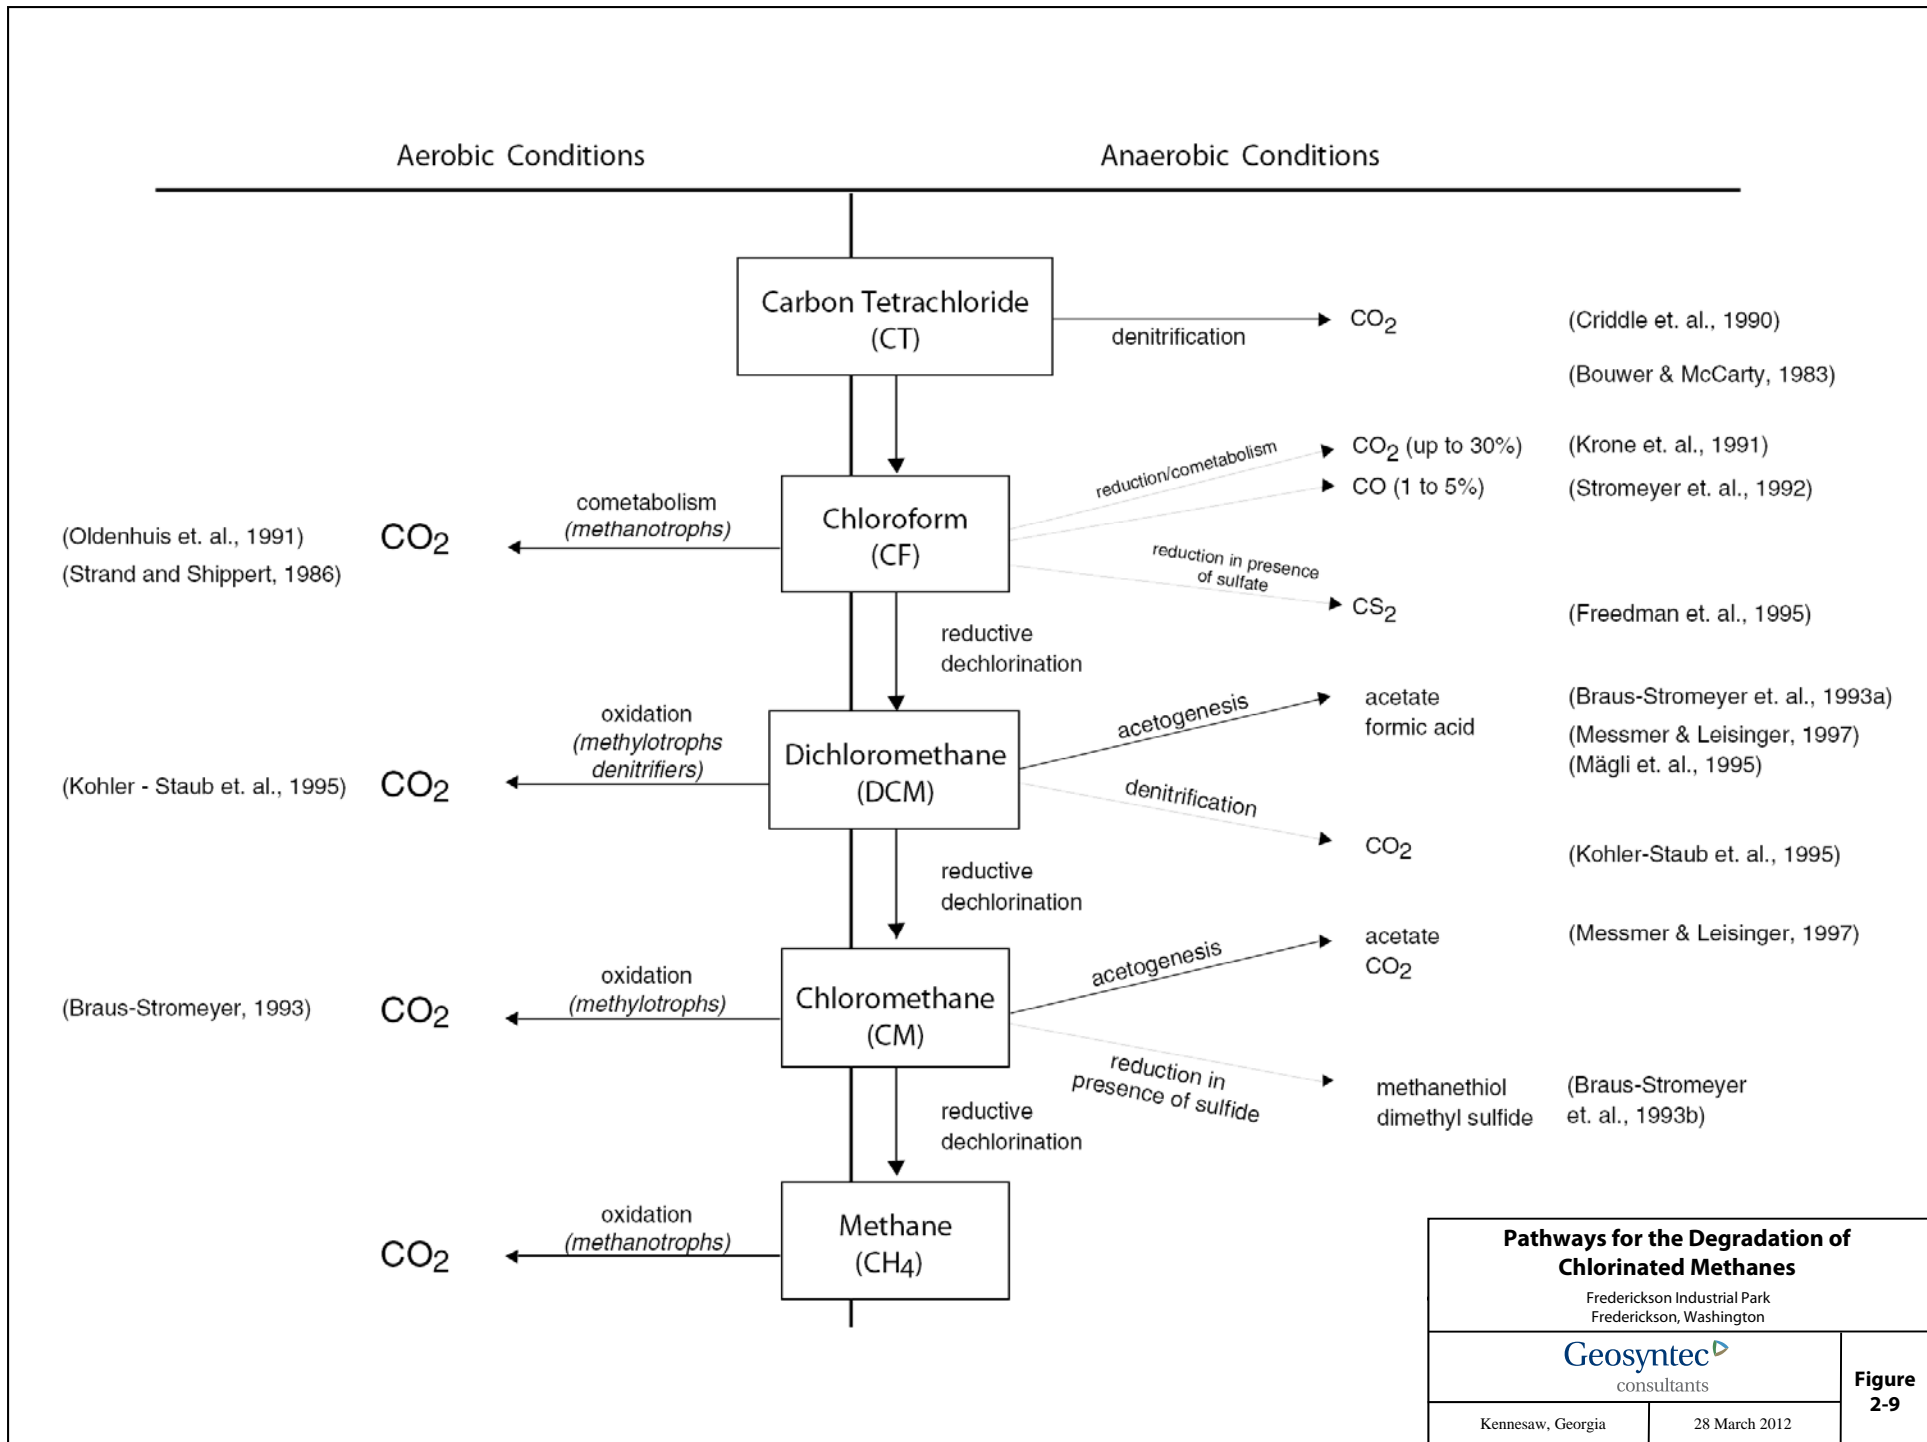 Aerobic Conditions
Anaerobic Conditions
Carbon Tetrachloride
(CT)
denitrification
CO2
(Criddle et. al., 1990)
(Bouwer & McCarty, 1983)
reduction/cometabolism
CO2 (up to 30%)
(Krone et. al., 1991)
CO (1 to 5%)
(Stromeyer et. al., 1992)
(Oldenhuis et. al., 1991)
(Strand and Shippert, 1986)
CO2
cometabolism
(methanotrophs)
Chloroform
(CF)
reduction in presence
of sulfate
CS2
(Freedman et. al., 1995)
reductive
dechlorination
(Kohler - Staub et. al., 1995)
CO2
oxidation
(methylotrophs
denitrifiers)
Dichloromethane
(DCM)
acetogenesis
acetate
formic acid
(Braus-Stromeyer et. al., 1993a)
(Messmer & Leisinger, 1997)
(Mägli et. al., 1995)
denitrification
CO2
(Kohler-Staub et. al., 1995)
reductive
dechlorination
(Braus-Stromeyer, 1993)
CO2
oxidation
(methylotrophs)
Chloromethane
(CM)
acetogenesis
acetate
CO2
(Messmer & Leisinger, 1997)
reduction in
presence of sulfide
methanethiol
dimethyl sulfide
(Braus-Stromeyer
et. al., 1993b)
reductive
dechlorination
CO2
oxidation
(methanotrophs)
Methane
(CH4)
Pathways for the Degradation of
Chlorinated Methanes
Frederickson Industrial Park
Frederickson, Washington
Geosyntec
consultants
Figure
2-9
Kennesaw, Georgia
28 March 2012